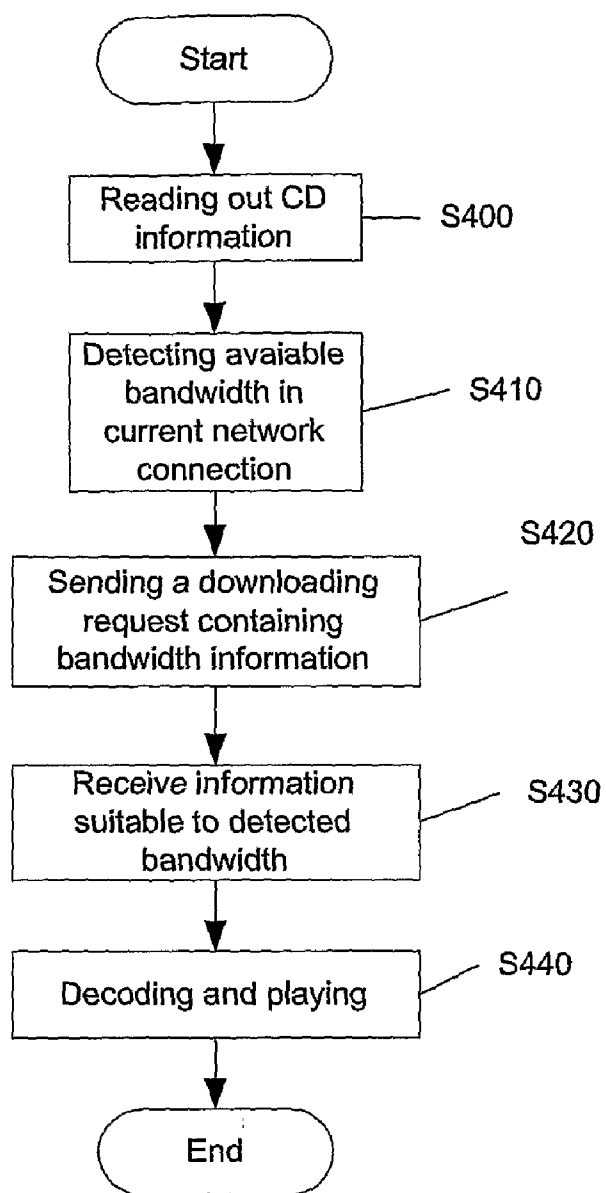 Start
Reading out CD
information
S400
Detecting avaiable
bandwidth in
current network
connection
S410
S420
Sending a downloading
request containing
bandwidth information
Receive information
suitable to detected
bandwidth
S430
S440
Decoding and playing
End